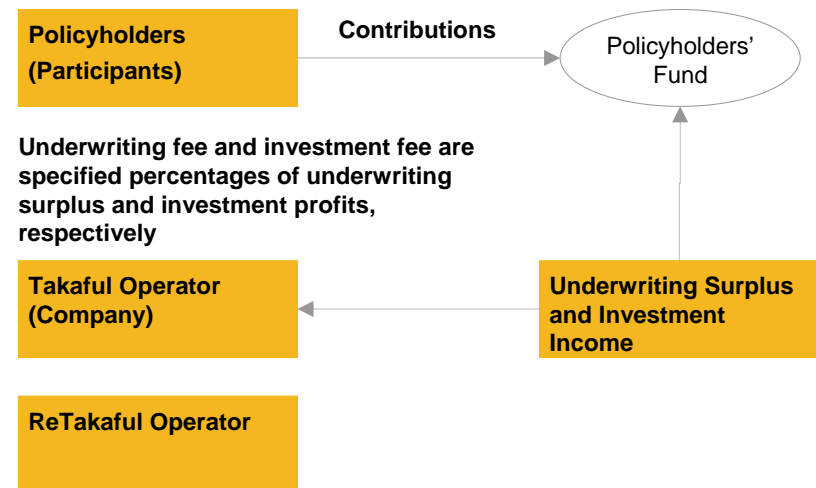 Policyholders
(Participants)
Contributions
Policyholders’
Fund
Underwriting fee and investment fee are
specified percentages of underwriting
surplus and investment profits,
respectively
Takaful Operator
(Company)
Underwriting Surplus
and Investment
Income
ReTakaful Operator